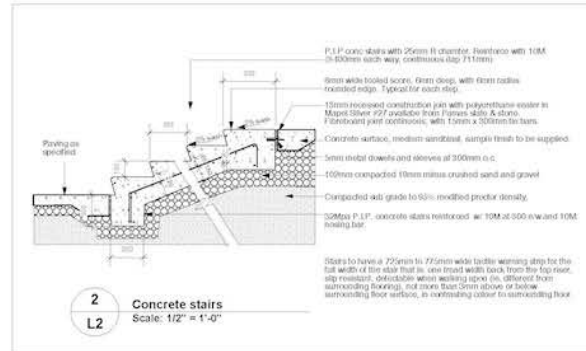 P.I.P conc stairs with 25mm R chamfer. Reinforce with 10M
each way, continuous (lap 711mm)
6mm wide tooled score, 6mm deep, with 6mm radius
rounded edge. Typical for each step.
15mm recessed construction join with polyurethane sealer in
Mapei Silver #27 available from Parnas slate & stone.
Fibreboard joint continuous, with 15mm x 300mm tie bars.
Concrete surface, medium sandblast, sample finish to be supplied.
5mm metal dowels and sleeves at 300mm o.c.
102mm compacted 19mm minus crushed sand and gravel
Compacted sub grade to 95% modified proctor density.
32Mpa P.I.P. concrete stairs reinforced w/ 10M at 500 e/w and 10M
nosing bar.
Stairs to have a 725mm to 775mm wide tactile warning strip for the
full width of the stair that is: one tread width back from the top riser,
slip resistant, detectable when walking upon (ie. different from
surrounding flooring), not more than 3mm above or below
surrounding floor surface, in contrasting colour to surrounding floor
Paving as
specified.
2
L2
Concrete stairs
Scale: 1/2" = 1'-0"